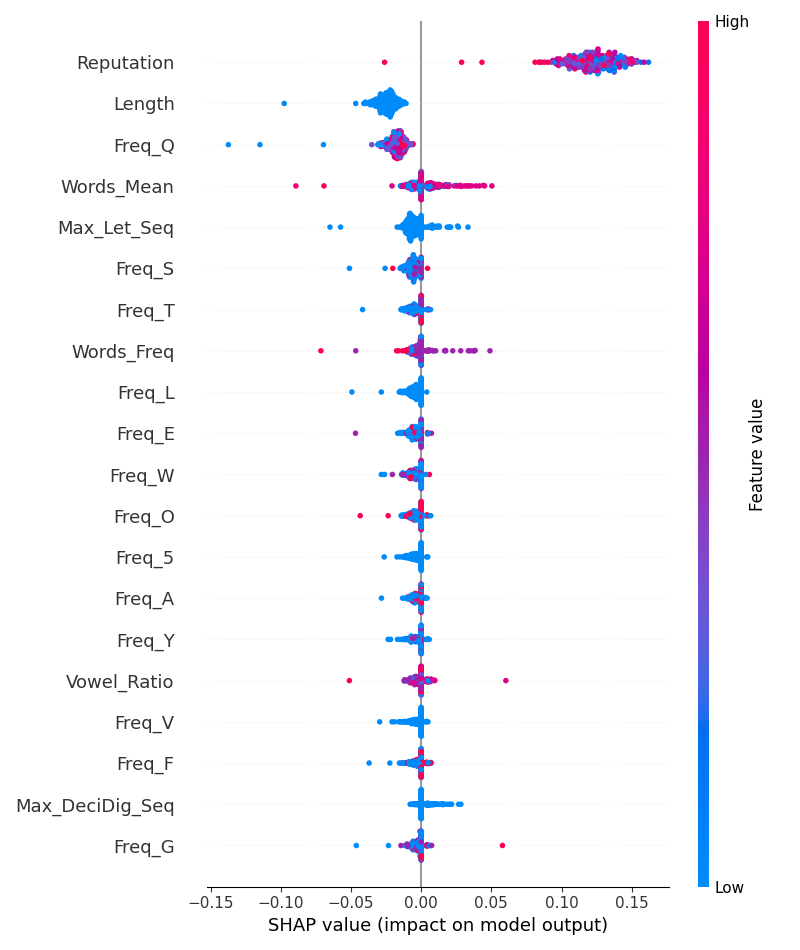 High
Reputation
Length
Freq_Q
Words_Mean
Max_Let_Seq
Freq_S
Freq_T
Words_Freq
Freq_L
Freq_E
Freq_W
Freq_O
Freq_5
Freq_A
Freq_Y
Vowel_Ratio
Freq_V
Freq_F
Max_DeciDig_Seq
Freq_G
Feature value
Low
−0.15 −0.10 −0.05 0.00 0.05 0.10 0.15
SHAP value (impact on model output)